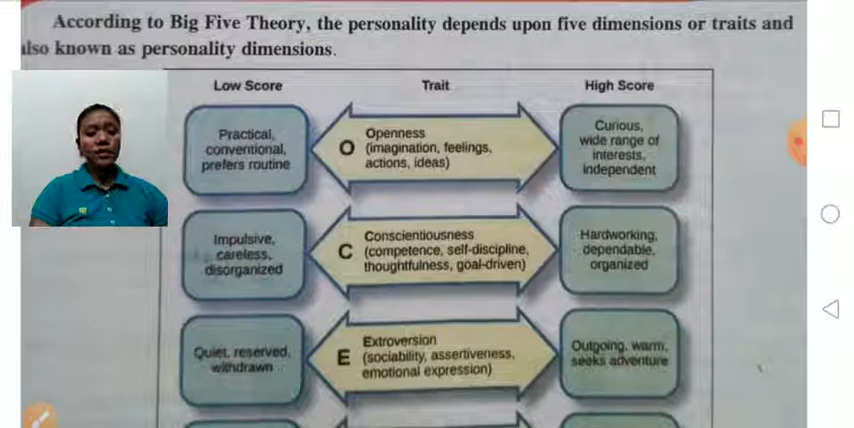 According to Big Five Theory, the personality depends upon five dimensions or traits and
also known as personality dimensions.
Low Score
Trait
High Score
Practical,
conventional,
prefers routine
O
Openness
(imagination, feelings,
actions, ideas)
Curious,
wide range of
interests,
independent
Impulsive,
careless,
disorganized
C
Conscientiousness
(competence, self-discipline,
thoughtfulness, goal-driven)
Hardworking,
dependable,
organized
Quiet, reserved,
withdrawn
E
Extroversion
(sociability, assertiveness,
emotional expression)
Outgoing, warm,
seeks adventure